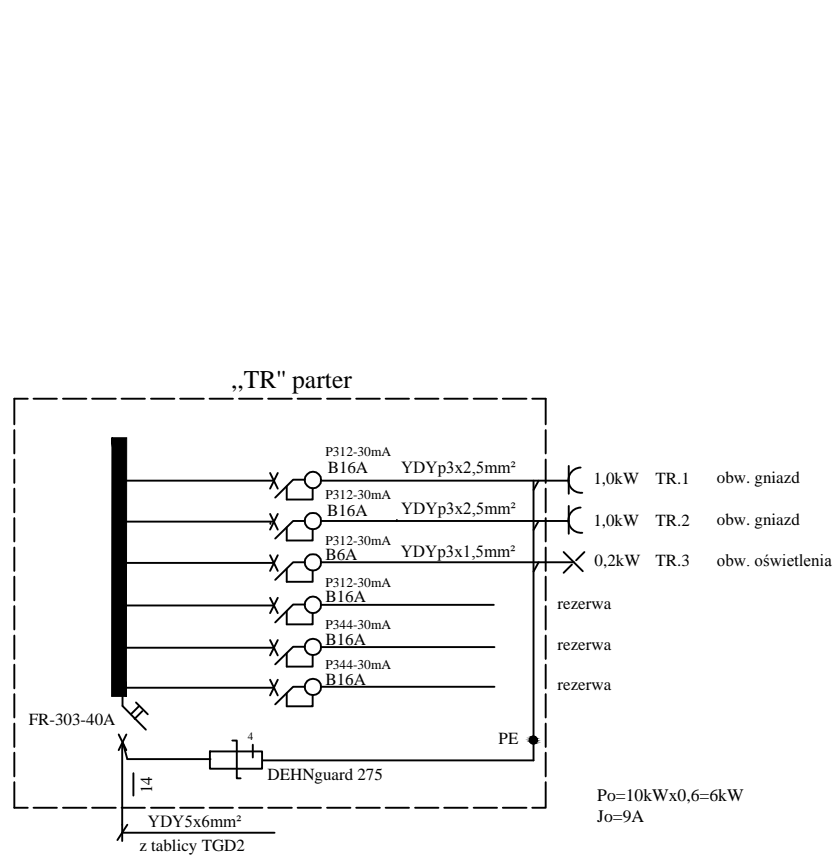 ,,TR" parter
P312-30mA
B16A YDYp3x2,5mm²
1,0kW TR.1 obw. gniazd
P312-30mA
B16A YDYp3x2,5mm²
1,0kW TR.2 obw. gniazd
P312-30mA
B6A YDYp3x1,5mm²
0,2kW TR.3 obw. oświetlenia
P312-30mA
B16A
rezerwa
P344-30mA
B16A
rezerwa
P344-30mA
B16A
rezerwa
FR-303-40A
4
PE
DEHNguard 275
14
YDY5x6mm²
z tablicy TGD2
Po=10kWx0,6=6kW
Jo=9A